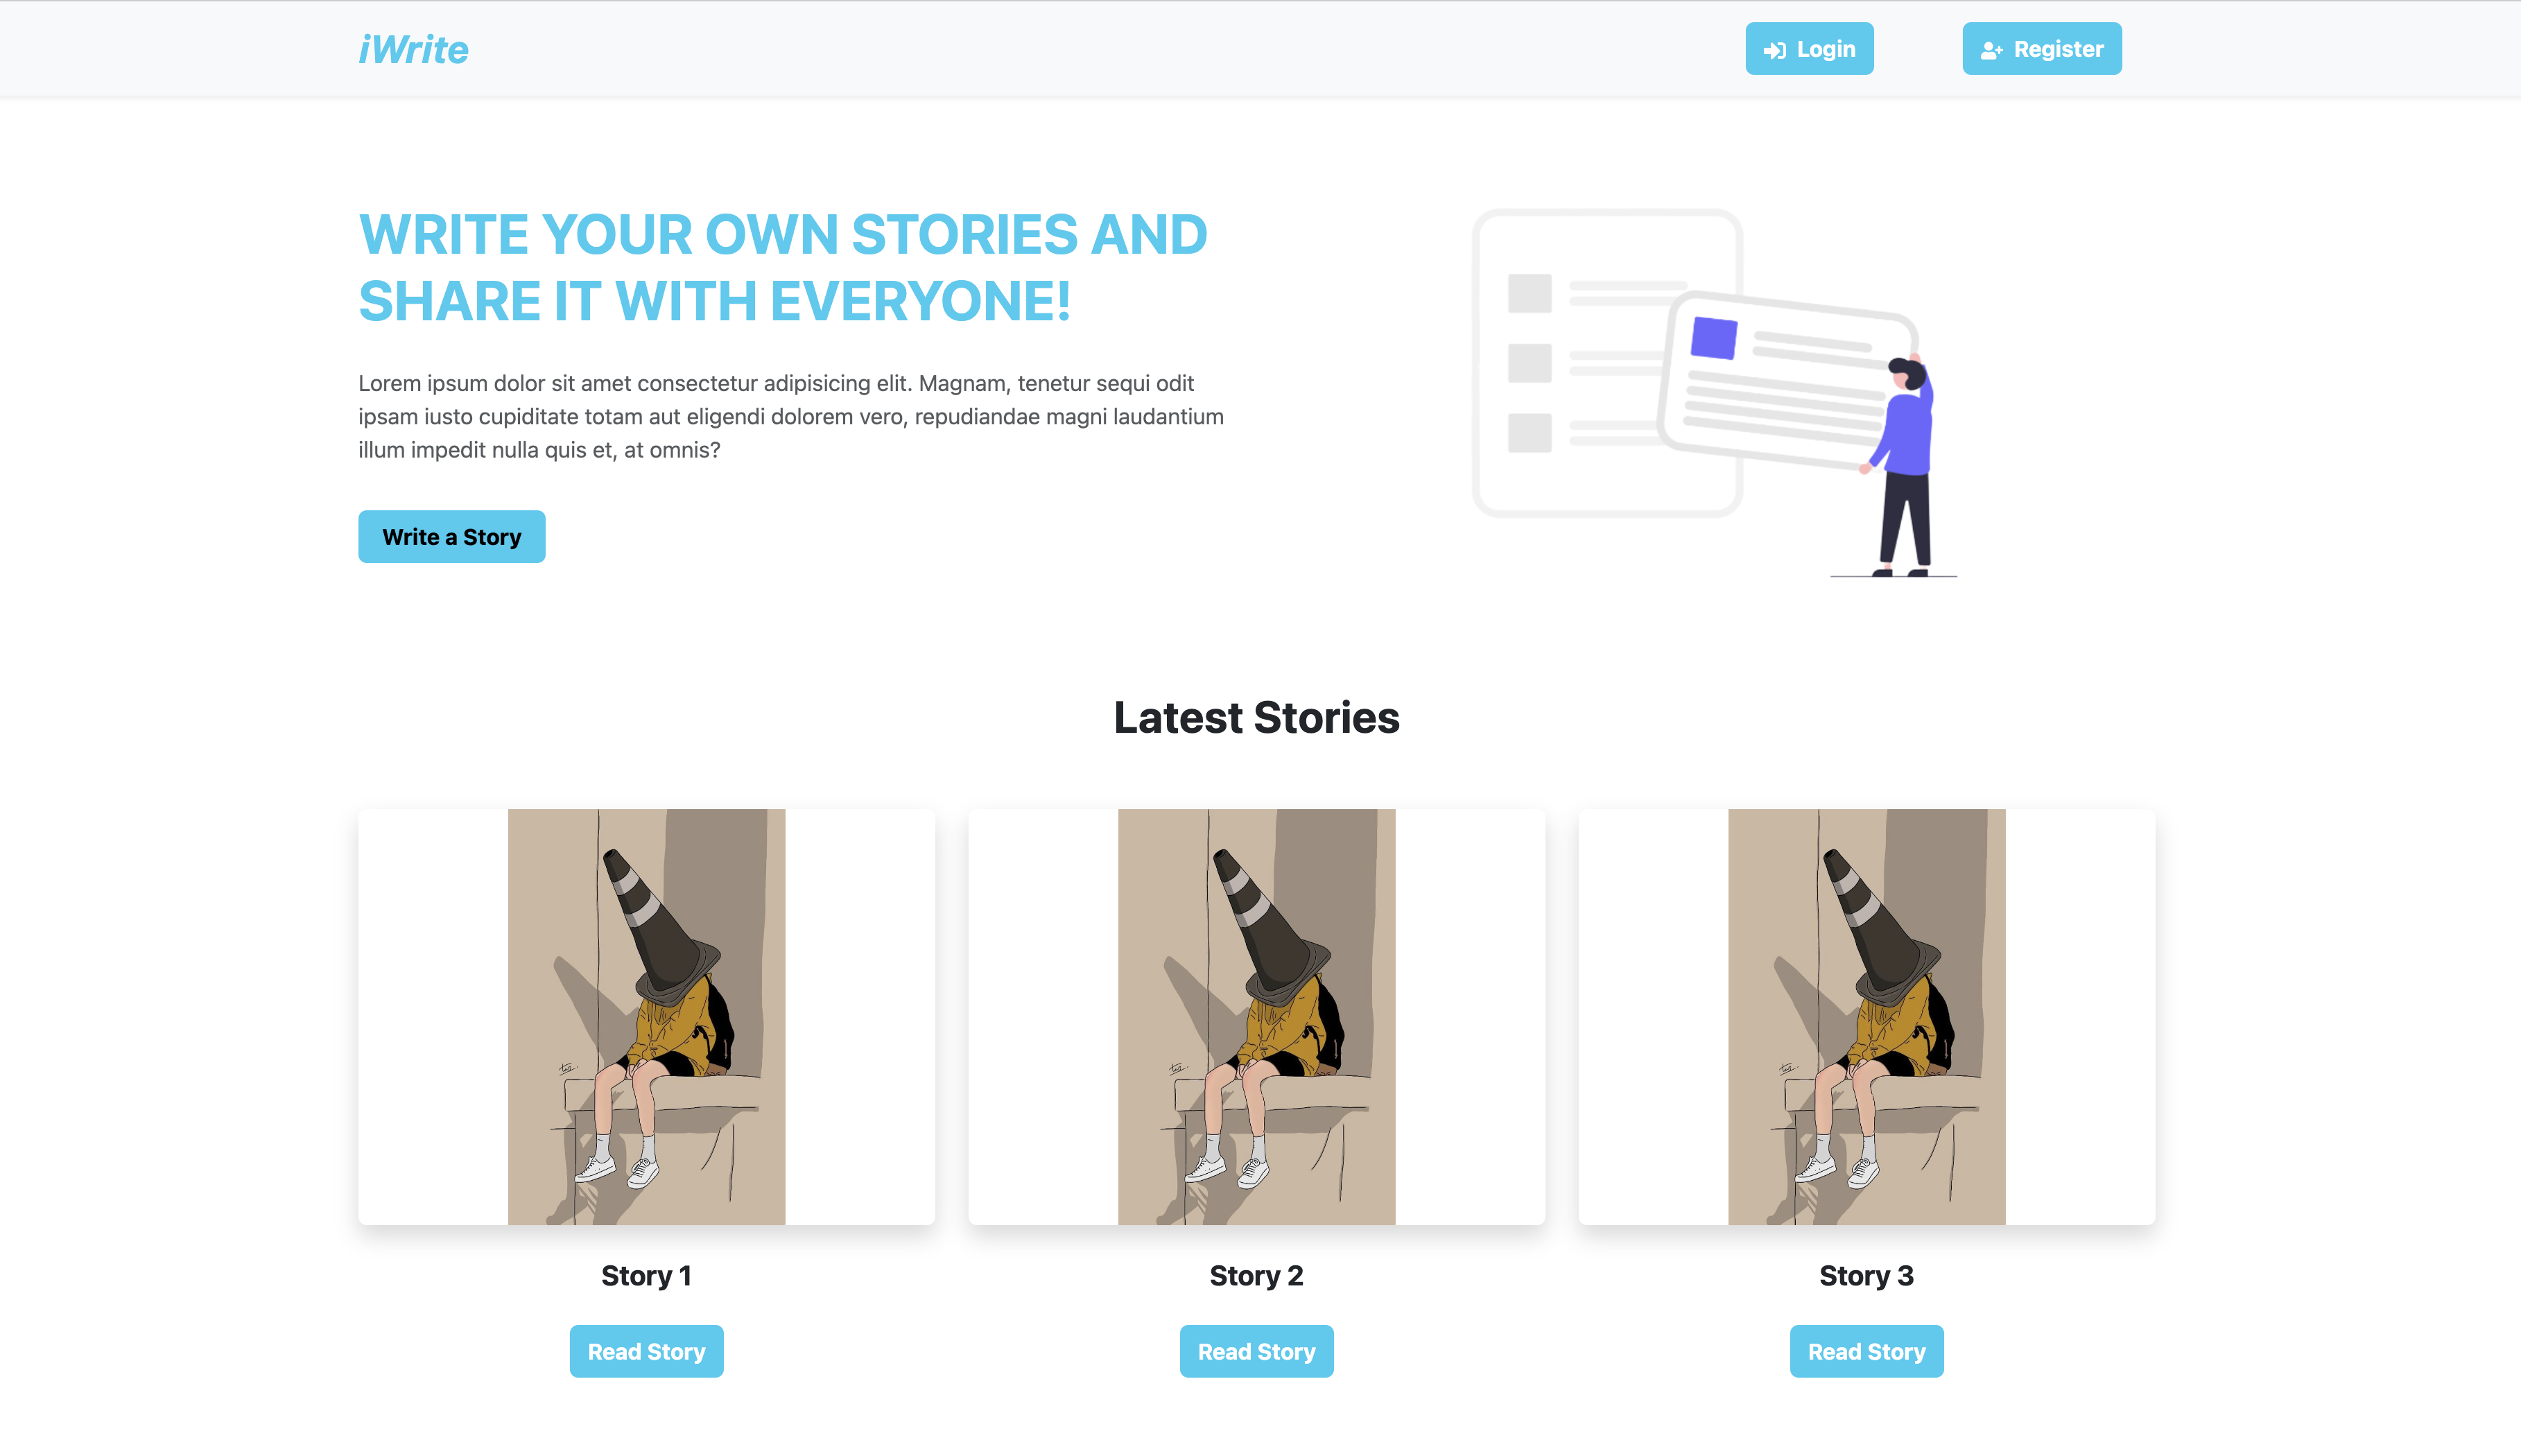 iWrite
Login
Register
WRITE YOUR OWN STORIES AND
SHARE IT WITH EVERYONE!
Lorem ipsum dolor sit amet consectetur adipisicing elit. Magnam, tenetur sequi odit
ipsam iusto cupiditate totam aut eligendi dolorem vero, repudiandae magni laudantium
illum impedit nulla quis et, at omnis?
Write a Story
Latest Stories
Story 1
Story 2
Story 3
Read Story
Read Story
Read Story